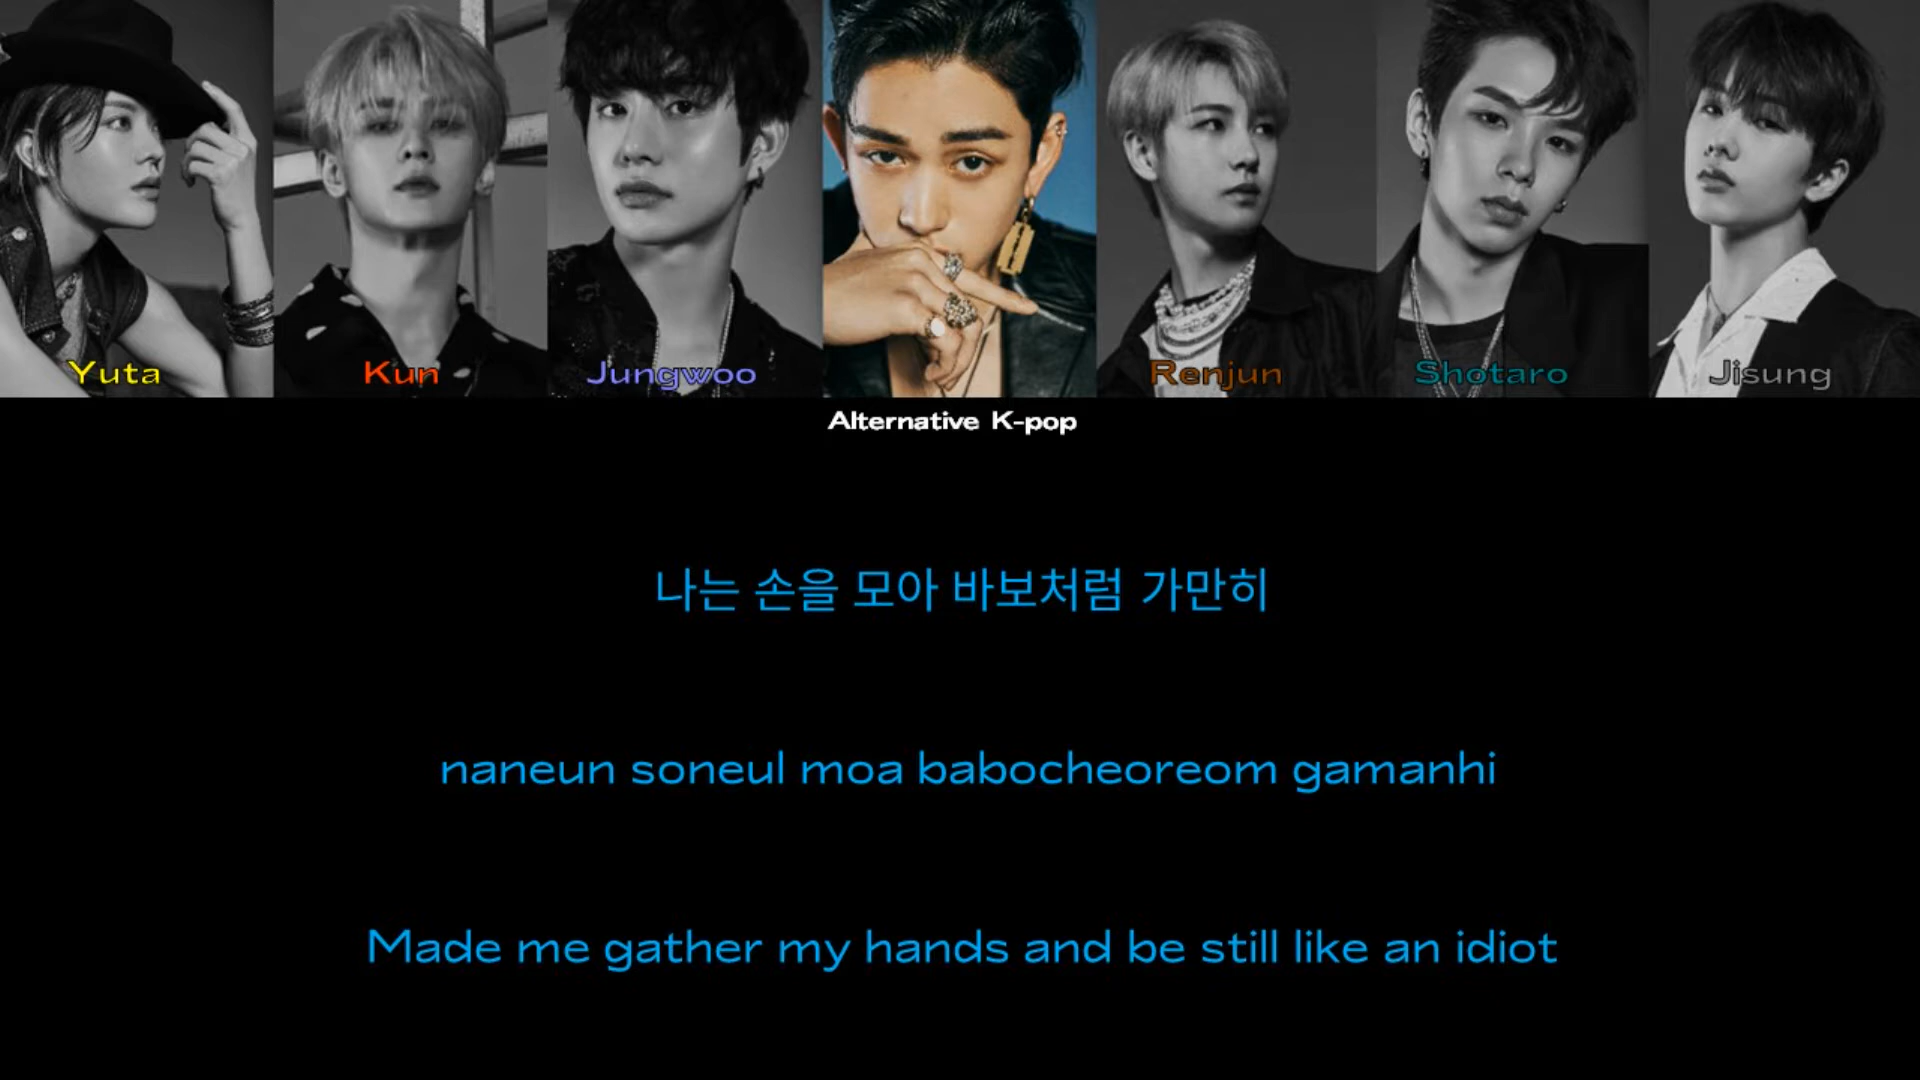 Yuta
Kun
Jungwoo
Renjun
Shotaro
Jisung
Alternative K-pop
나는 손을 모아 바보처럼 가만히
naneun soneul moa babocheoreom gamanhi
Made me gather my hands and be still like an idiot